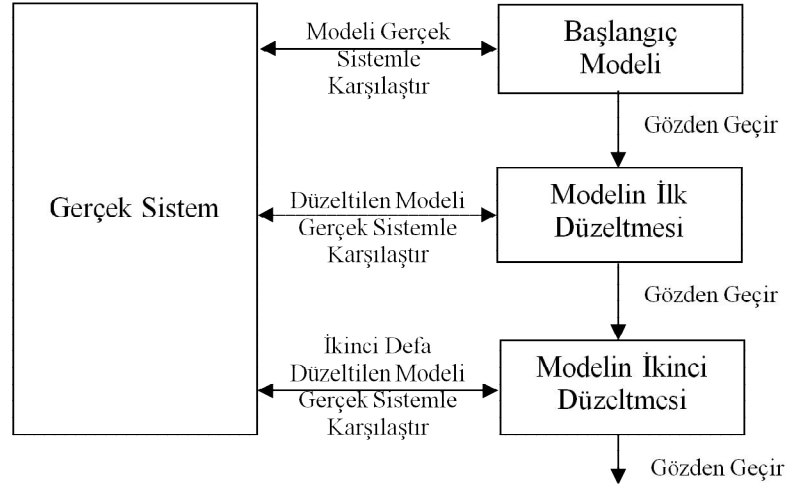 Modeli Gerçek
Sistemle
Karşılaştır
Başlangıç
Modeli
Gözden Geçir
Gerçek Sistem
Düzeltilen Modeli
Gerçek Sistemle
Karşılaştır
Modelin İlk
Düzeltmesi
Gözden Geçir
İkinci Defa
Düzeltilen Modeli
Gerçek Sistemle
Karşılaştır
Modelin İkinci
Düzeltmesi
Gözden Geçir